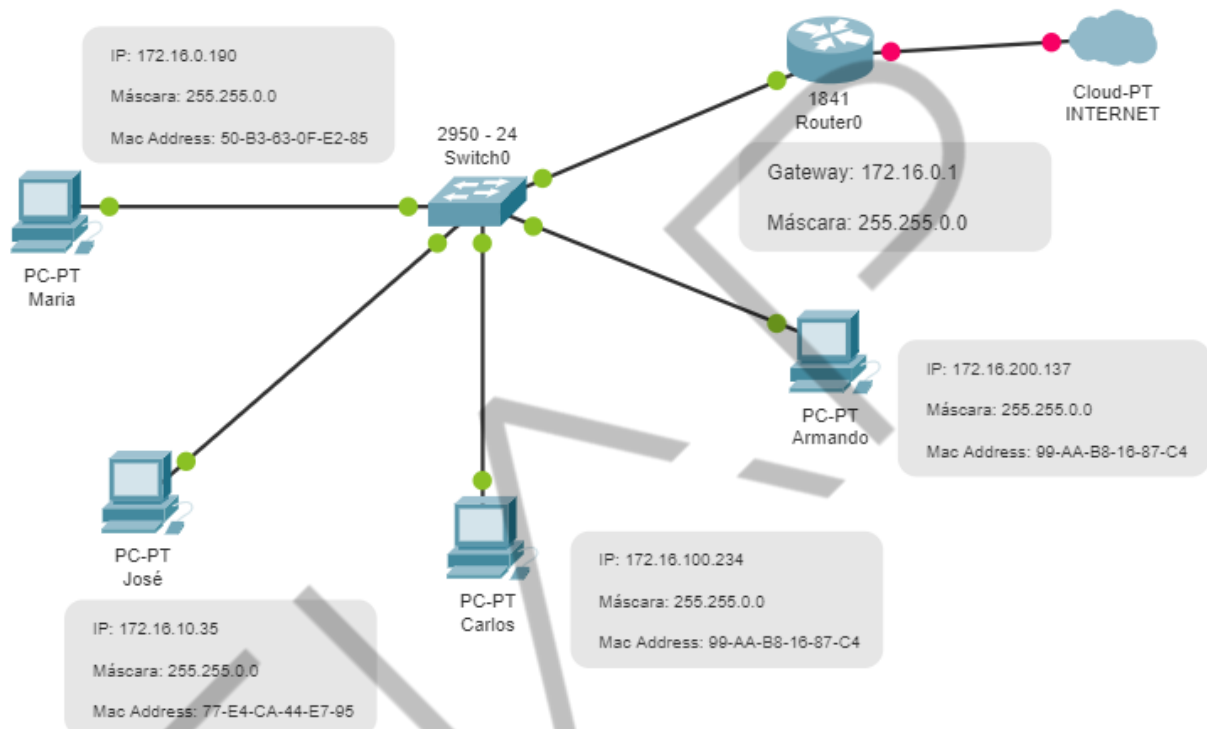 IP: 172.16.0.190
Máscara: 255.255.0.0
Mac Address: 50-B3-63-0F-E2-85
PC-PT
Maria
2950 - 24
Switch0
1841
Router0
Cloud-PT
INTERNET
Gateway: 172.16.0.1
Máscara: 255.255.0.0
PC-PT
Armando
IP: 172.16.200.137
Máscara: 255.255.0.0
Mac Address: 99-AA-B8-16-87-C4
PC-PT
José
IP: 172.16.10.35
Máscara: 255.255.0.0
Mac Address: 77-E4-CA-44-E7-95
PC-PT
Carlos
IP: 172.16.100.234
Máscara: 255.255.0.0
Mac Address: 99-AA-B8-16-87-C4